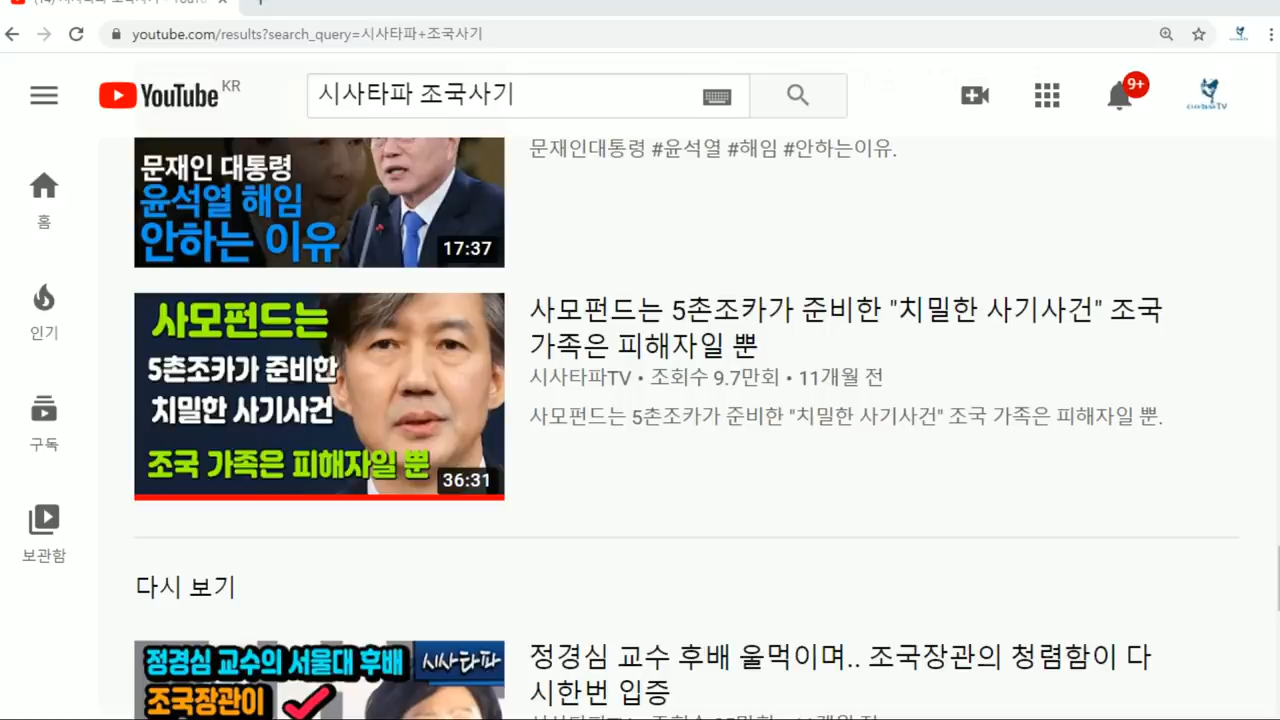 youtube.com/results?search_query=시사타파+조국사기
YouTube KR
시사타파 조국사기
9+
홈
인기
구독
보관함
문재인 대통령
윤석열 해임
안하는 이유
17:37
문재인대통령 #윤석열 #해임 #안하는이유.
사모펀드는
5촌조카가 준비한
치밀한 사기사건
조국 가족은 피해자일 뿐
36:31
사모펀드는 5촌조카가 준비한 "치밀한 사기사건" 조국
가족은 피해자일 뿐
시사타파TV • 조회수 9.7만회 • 11개월 전
사모펀드는 5촌조카가 준비한 "치밀한 사기사건" 조국 가족은 피해자일 뿐.
다시 보기
정경심 교수의 서울대 후배
시사타파
조국장관이
정경심 교수 후배 울먹이며.. 조국장관의 청렴함이 다
시한번 입증